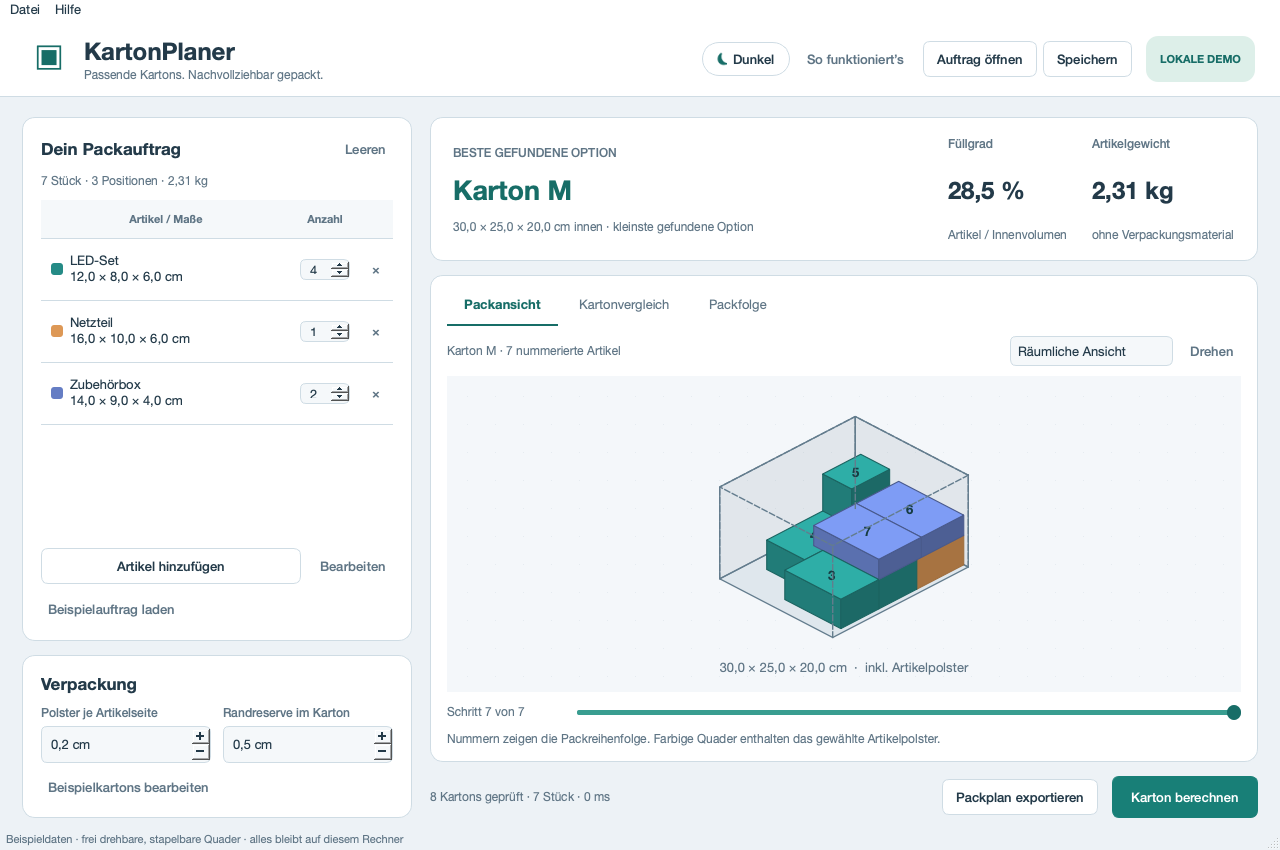 Datei Hilfe
KartonPlaner
Passende Kartons. Nachvollziehbar gepackt.
Dunkel
So funktioniert's
Auftrag öffnen
Speichern
LOKALE DEMO
Dein Packauftrag
Leeren
7 Stück · 3 Positionen · 2,31 kg
Artikel / Maße
Anzahl
LED-Set
12,0 × 8,0 × 6,0 cm
4
×
Netzteil
16,0 × 10,0 × 6,0 cm
1
×
Zubehörbox
14,0 × 9,0 × 4,0 cm
2
×
Artikel hinzufügen
Bearbeiten
Beispielauftrag laden
Verpackung
Polster je Artikelseite
Randreserve im Karton
0,2 cm
0,5 cm
Beispielkartons bearbeiten
BESTE GEFUNDENE OPTION
Karton M
30,0 × 25,0 × 20,0 cm innen · kleinste gefundene Option
Füllgrad
28,5 %
Artikel / Innenvolumen
Artikelgewicht
2,31 kg
ohne Verpackungsmaterial
Packansicht
Kartonvergleich
Packfolge
Karton M · 7 nummerierte Artikel
Räumliche Ansicht
Drehen
5
6
7
3
30,0 × 25,0 × 20,0 cm · inkl. Artikelpolster
Schritt 7 von 7
Nummern zeigen die Packreihenfolge. Farbige Quader enthalten das gewählte Artikelpolster.
8 Kartons geprüft · 7 Stück · 0 ms
Packplan exportieren
Karton berechnen
Beispieldaten · frei drehbare, stapelbare Quader · alles bleibt auf diesem Rechner